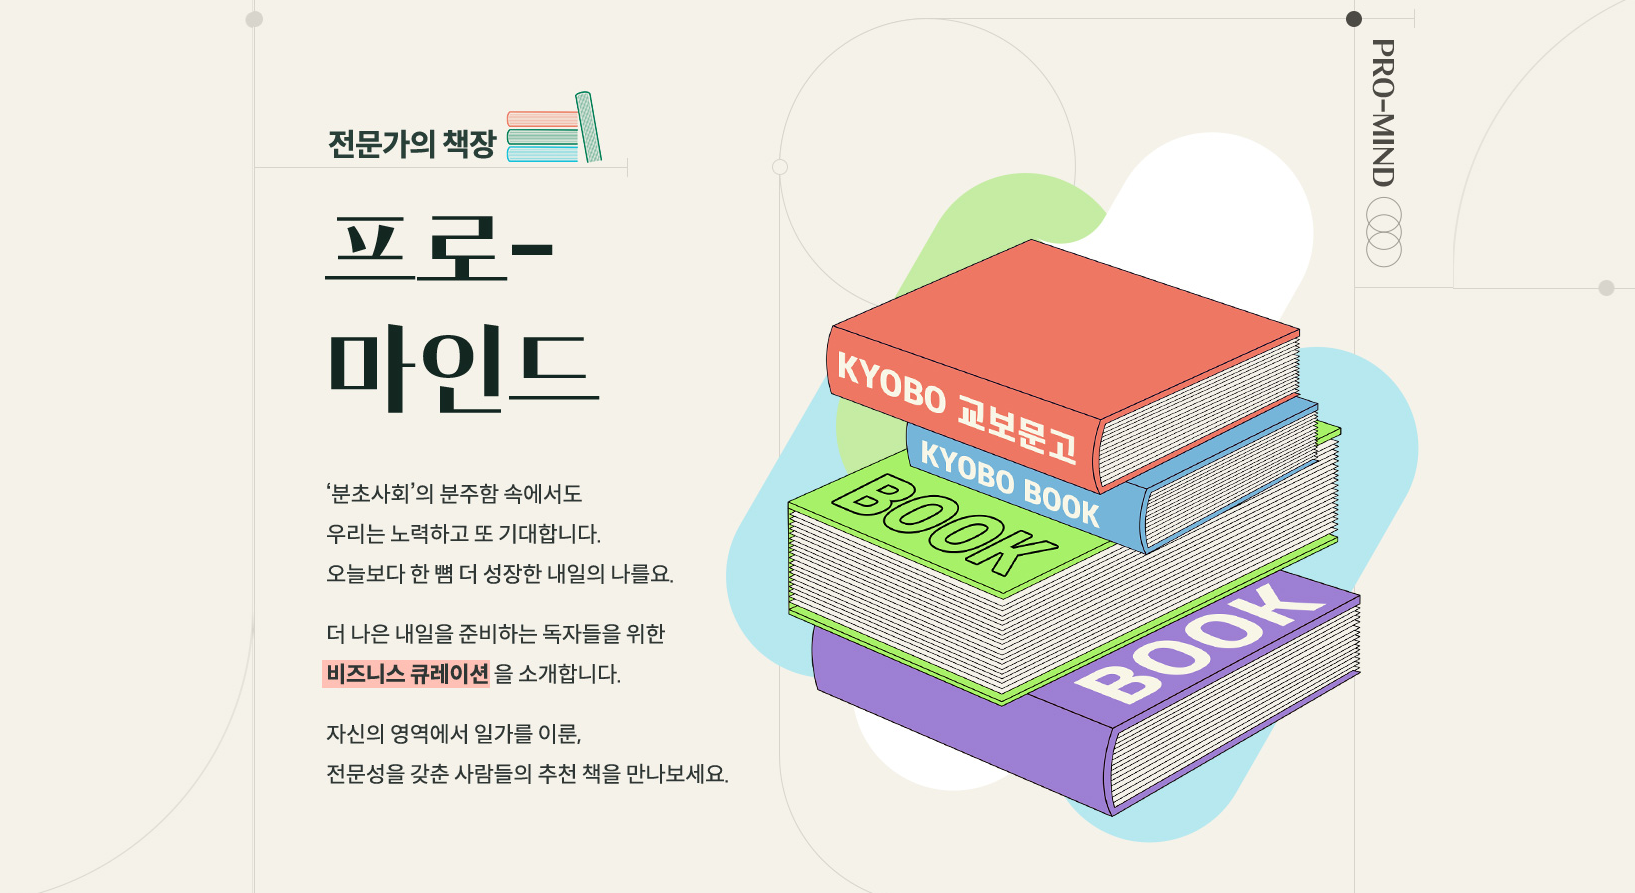 전문가의 책장
프로-
마인드
‘분초사회’의 분주함 속에서도
우리는 노력하고 또 기대합니다.
오늘보다 한 뼘 더 성장한 내일의 나를요.
더 나은 내일을 준비하는 독자들을 위한
비즈니스 큐레이션 을 소개합니다.
자신의 영역에서 일가를 이룬,
전문성을 갖춘 사람들의 추천 책을 만나보세요.
KYOBO 교보문고
KYOBO BOOK
BOOK
BOOK
PRO-MIND